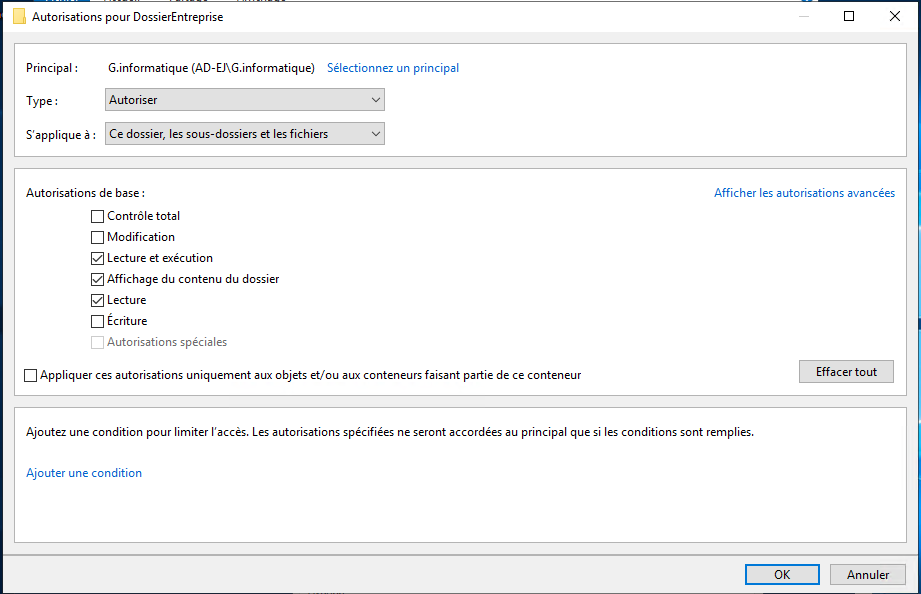 Autorisations pour DossierEntreprise
Principal : G.informatique (AD-EJ\G.informatique) Sélectionnez un principal
Type : Autoriser
S'applique à : Ce dossier, les sous-dossiers et les fichiers
Autorisations de base : Afficher les autorisations avancées
Contrôle total
Modification
Lecture et exécution
Affichage du contenu du dossier
Lecture
Écriture
Autorisations spéciales
Appliquer ces autorisations uniquement aux objets et/ou aux conteneurs faisant partie de ce conteneur Effacer tout
Ajoutez une condition pour limiter l'accès. Les autorisations spécifiées ne seront accordées au principal que si les conditions sont remplies.
Ajouter une condition
OK Annuler